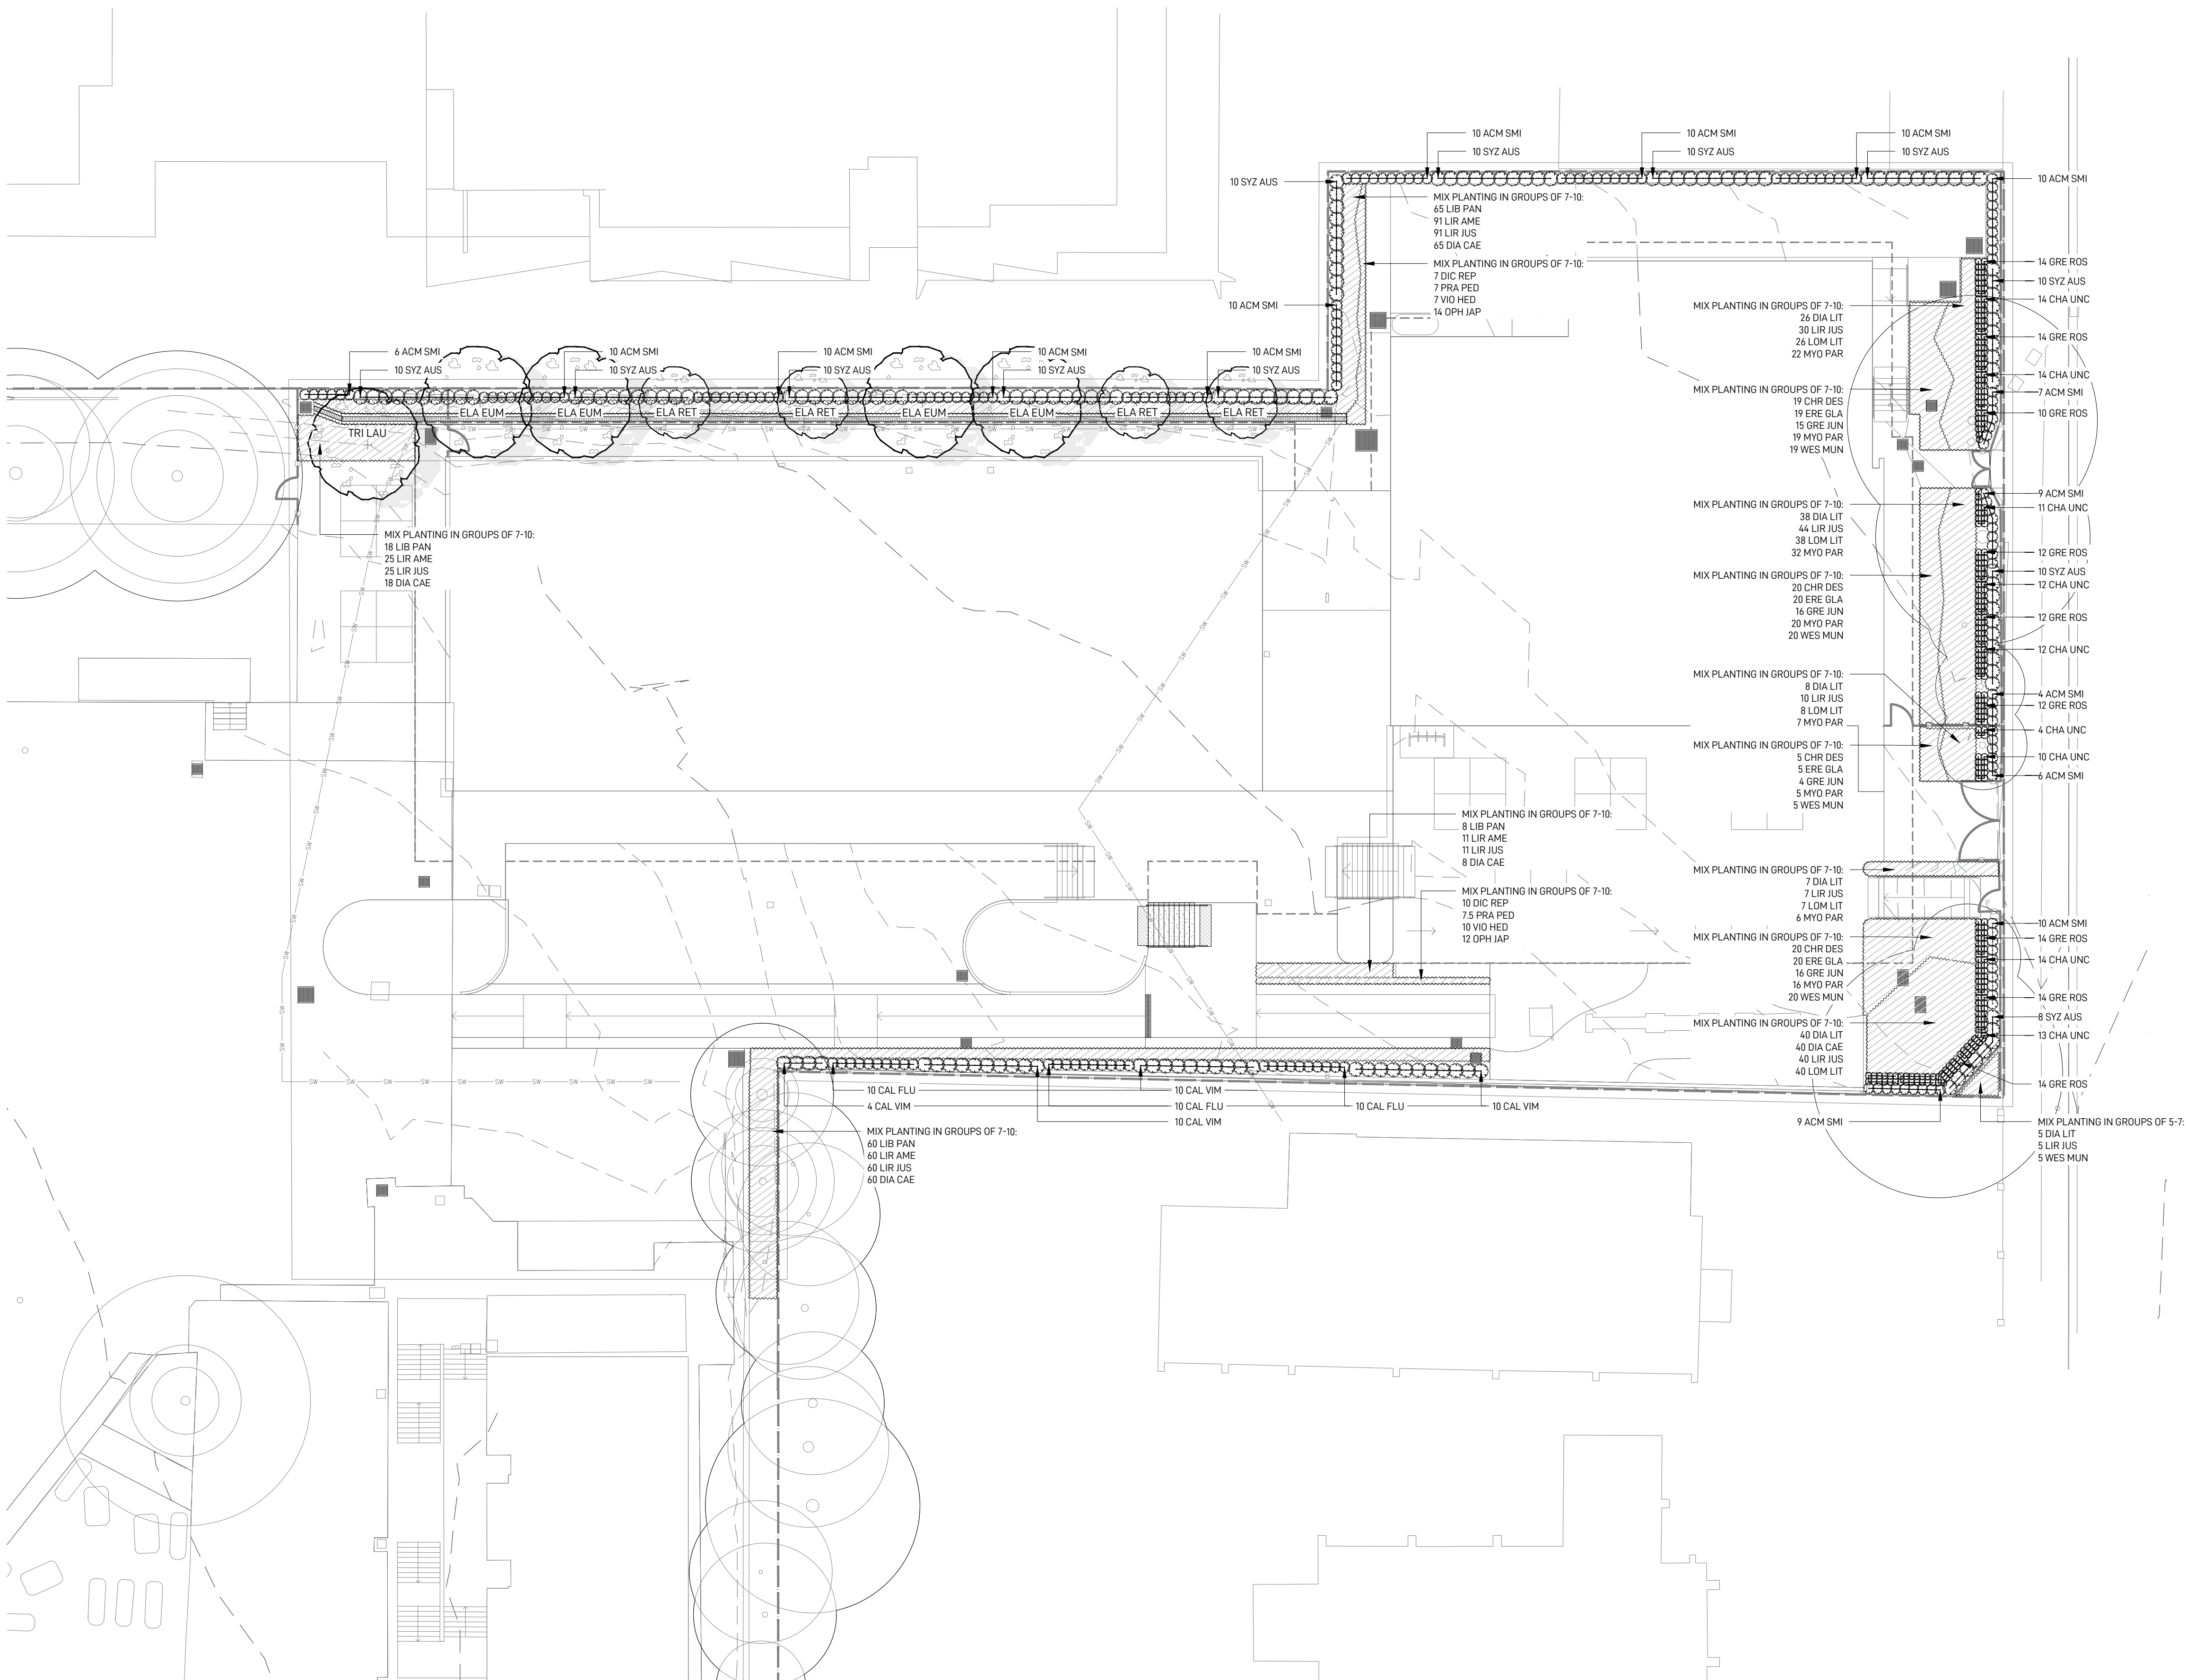 10 ACM SMI
10 SYZ AUS
10 ACM SMI
10 SYZ AUS
10 ACM SMI
10 SYZ AUS
10 SYZ AUS
10 ACM SMI
MIX PLANTING IN GROUPS OF 7-10:
65 LIB PAN
91 LIR AME
91 LIR JUS
65 DIA CAE
MIX PLANTING IN GROUPS OF 7-10:
7 DIC REP
7 PRA PED
7 VIO HED
14 OPH JAP
10 ACM SMI
6 ACM SMI
10 SYZ AUS
10 ACM SMI
10 SYZ AUS
10 ACM SMI
10 SYZ AUS
10 ACM SMI
10 SYZ AUS
10 ACM SMI
10 SYZ AUS
ELA EUM
ELA EUM
ELA RET
ELA RET
ELA EUM
ELA EUM
ELA RET
ELA RET
TRI LAU
MIX PLANTING IN GROUPS OF 7-10:
18 LIB PAN
25 LIR AME
25 LIR JUS
18 DIA CAE
MIX PLANTING IN GROUPS OF 7-10:
26 DIA LIT
30 LIR JUS
26 LOM LIT
22 MYO PAR
MIX PLANTING IN GROUPS OF 7-10:
19 CHR DES
19 ERE GLA
15 GRE JUN
19 MYO PAR
19 WES MUN
MIX PLANTING IN GROUPS OF 7-10:
38 DIA LIT
44 LIR JUS
38 LOM LIT
32 MYO PAR
MIX PLANTING IN GROUPS OF 7-10:
20 CHR DES
20 ERE GLA
16 GRE JUN
20 MYO PAR
20 WES MUN
MIX PLANTING IN GROUPS OF 7-10:
8 DIA LIT
10 LIR JUS
8 LOM LIT
7 MYO PAR
MIX PLANTING IN GROUPS OF 7-10:
5 CHR DES
5 ERE GLA
4 GRE JUN
5 MYO PAR
5 WES MUN
MIX PLANTING IN GROUPS OF 7-10:
7 DIA LIT
7 LIR JUS
7 LOM LIT
6 MYO PAR
MIX PLANTING IN GROUPS OF 7-10:
20 CHR DES
20 ERE GLA
16 GRE JUN
16 MYO PAR
20 WES MUN
MIX PLANTING IN GROUPS OF 7-10:
40 DIA LIT
40 DIA CAE
40 LIR JUS
40 LOM LIT
9 ACM SMI
14 GRE ROS
10 SYZ AUS
14 CHA UNC
14 GRE ROS
14 CHA UNC
7 ACM SMI
10 GRE ROS
9 ACM SMI
11 CHA UNC
12 GRE ROS
10 SYZ AUS
12 CHA UNC
12 GRE ROS
12 CHA UNC
4 ACM SMI
12 GRE ROS
4 CHA UNC
10 CHA UNC
6 ACM SMI
10 ACM SMI
14 GRE ROS
14 CHA UNC
14 GRE ROS
8 SYZ AUS
13 CHA UNC
14 GRE ROS
MIX PLANTING IN GROUPS OF 5-7:
5 DIA LIT
5 LIR JUS
5 WES MUN
MIX PLANTING IN GROUPS OF 7-10:
8 LIB PAN
11 LIR AME
11 LIR JUS
8 DIA CAE
MIX PLANTING IN GROUPS OF 7-10:
10 DIC REP
7.5 PRA PED
10 VIO HED
12 OPH JAP
10 CAL FLU
4 CAL VIM
10 CAL VIM
10 CAL FLU
10 CAL VIM
10 CAL FLU
10 CAL VIM
MIX PLANTING IN GROUPS OF 7-10:
60 LIB PAN
60 LIR AME
60 LIR JUS
60 DIA CAE